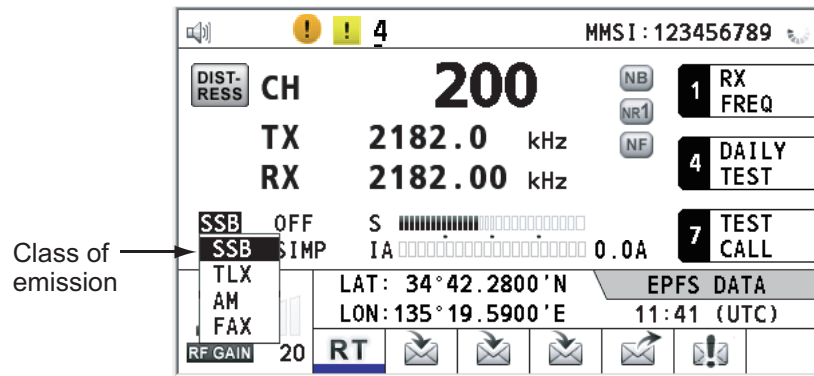 4 MMSI:123456789
DIST-
RESS
CH 200
NB
NR1
NF
1 RX
FREQ
TX 2182.0 kHz
RX 2182.00 kHz
4 DAILY
TEST
SSB OFF S
SIMP IA 0.0A
7 TEST
CALL
Class of
emission
SSB
TLX
AM
FAX
LAT: 34°42.2800'N
LON:135°19.5900'E
EPFS DATA
11:41 (UTC)
RF GAIN 20
RT